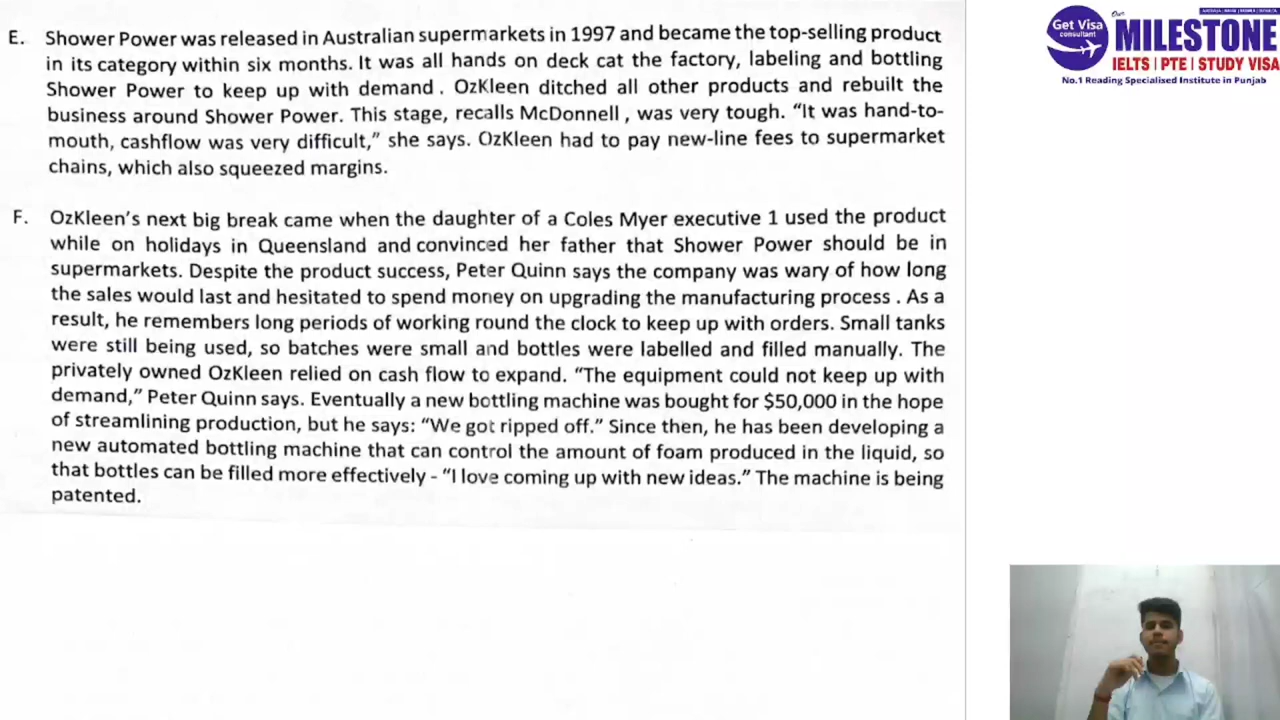 E. Shower Power was released in Australian supermarkets in 1997 and became the top-selling product
in its category within six months. It was all hands on deck cat the factory, labeling and bottling
Shower Power to keep up with demand . OzKleen ditched all other products and rebuilt the
business around Shower Power. This stage, recalls McDonnell , was very tough. “It was hand-to-
mouth, cashflow was very difficult,” she says. OzKleen had to pay new-line fees to supermarket
chains, which also squeezed margins.
F. OzKleen’s next big break came when the daughter of a Coles Myer executive 1 used the product
while on holidays in Queensland and convinced her father that Shower Power should be in
supermarkets. Despite the product success, Peter Quinn says the company was wary of how long
the sales would last and hesitated to spend money on upgrading the manufacturing process . As a
result, he remembers long periods of working round the clock to keep up with orders. Small tanks
were still being used, so batches were small and bottles were labelled and filled manually. The
privately owned OzKleen relied on cash flow to expand. “The equipment could not keep up with
demand,” Peter Quinn says. Eventually a new bottling machine was bought for $50,000 in the hope
of streamlining production, but he says: “We got ripped off.” Since then, he has been developing a
new automated bottling machine that can control the amount of foam produced in the liquid, so
that bottles can be filled more effectively - “I love coming up with new ideas.” The machine is being
patented.
Get Visa
consultant
Our
MILESTONE
IELTS | PTE | STUDY VISA
No.1 Reading Specialised Institute in Punjab